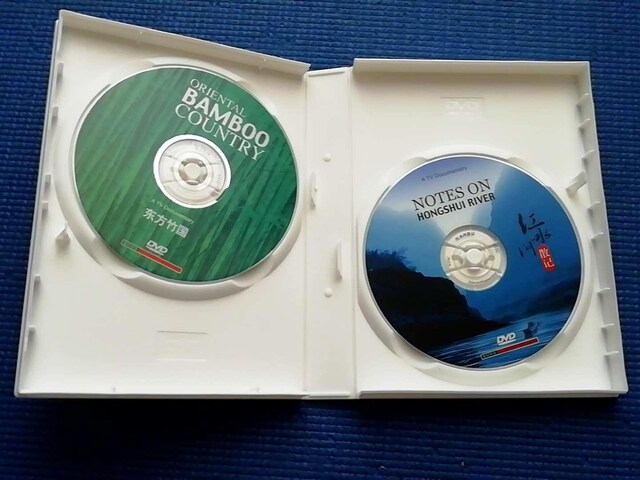 ORIENTAL
BAMBOO
COUNTRY
A TV Documentary
东方竹国
DVD
DVD
A TV Documentary
NOTES ON
HONGSHUI RIVER
红水河
散记
DVD